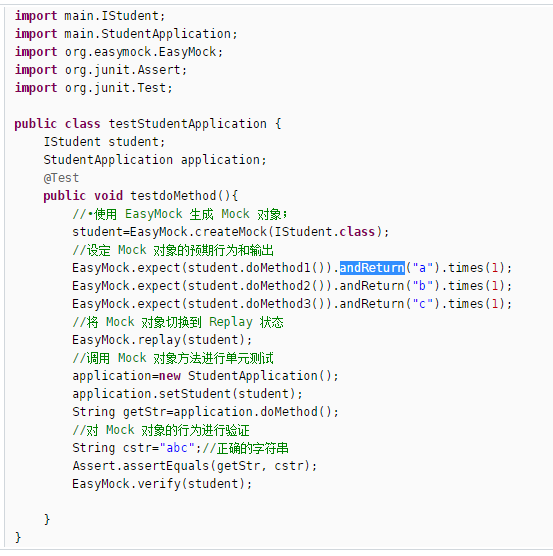 import main.IStudent;
import main.StudentApplication;
import org.easymock.EasyMock;
import org.junit.Assert;
import org.junit.Test;

public class testStudentApplication {
    IStudent student;
    StudentApplication application;
    @Test
    public void testdoMethod(){
        //•使用 EasyMock 生成 Mock 对象;
        student=EasyMock.createMock(IStudent.class);
        //设定 Mock 对象的预期行为和输出
        EasyMock.expect(student.doMethod1()).andReturn("a").times(1);
        EasyMock.expect(student.doMethod2()).andReturn("b").times(1);
        EasyMock.expect(student.doMethod3()).andReturn("c").times(1);
        //将 Mock 对象切换到 Replay 状态
        EasyMock.replay(student);
        //调用 Mock 对象方法进行单元测试
        application=new StudentApplication();
        application.setStudent(student);
        String getStr=application.doMethod();
        //对 Mock 对象的行为进行验证
        String cstr="abc";//正确的字符串
        Assert.assertEquals(getStr, cstr);
        EasyMock.verify(student);

    }
}